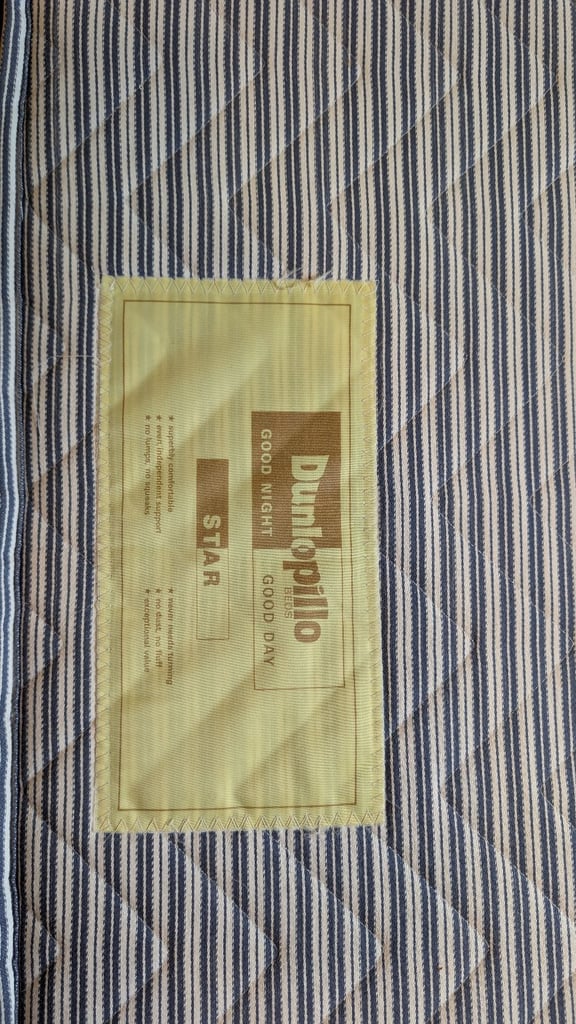 Dunlopillo
BEDS
GOOD NIGHT GOOD DAY
STAR
★ superbly comfortable
★ even, independent support
★ no lumps, no squeaks
★ never needs turning
★ no dust, no fluff
★ exceptional value